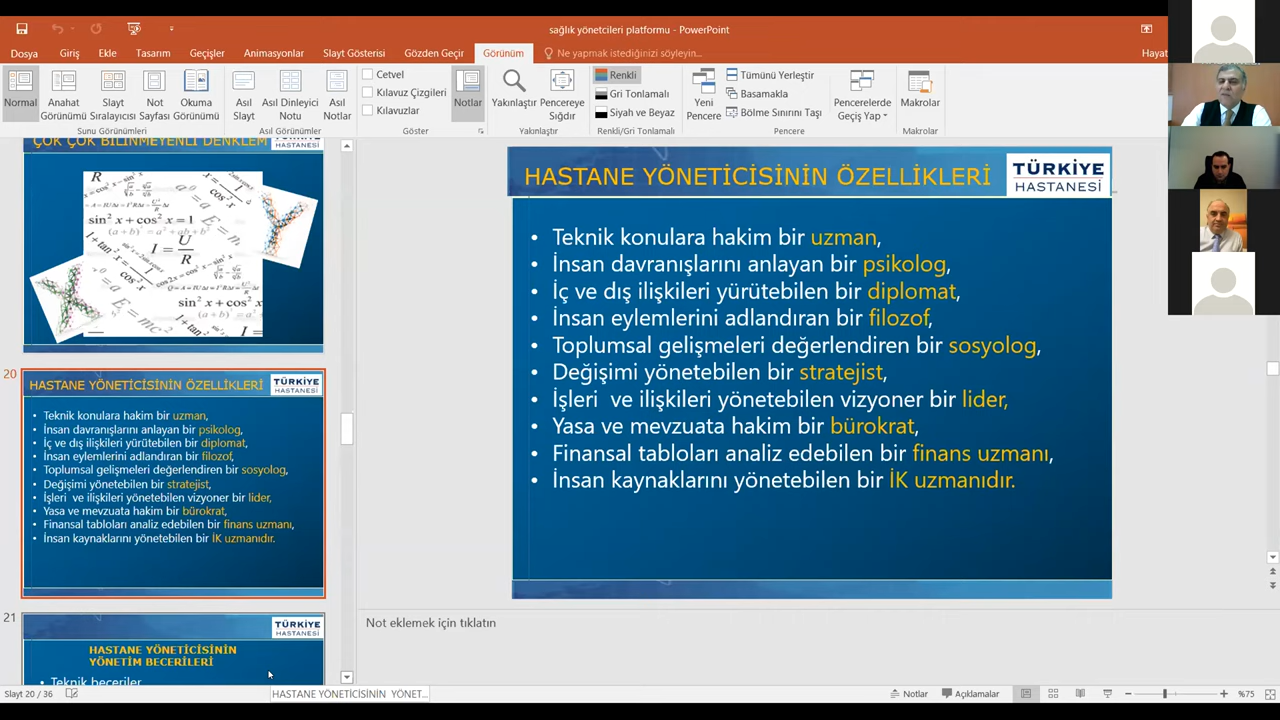 sağlık yönetcileri platformu - PowerPoint
Dosya Giriş Ekle Tasarım Geçişler Animasyonlar Slayt Gösterisi Gözden Geçir Görünüm Ne yapmak istediğinizi söyleyin... Hayat
Normal
Anahat Görünümü
Slayt Sıralayıcısı
Not Sayfası
Okuma Görünümü
Sunu Görünümleri
Asıl Slayt
Asıl Dinleyici Notu
Asıl Notlar
Asıl Görünümler
Cetvel
Kılavuz Çizgileri
Kılavuzlar
Notlar
Göster
Yakınlaştır
Pencereye Sığdır
Yakınlaştır
Renkli
Gri Tonlamalı
Siyah ve Beyaz
Renkli/Gri Tonlamalı
Yeni Pencere
Tümünü Yerleştir
Basamakla
Bölme Sınırını Taşı
Pencerelerde Geçiş Yap
Pencere
Makrolar
Makrolar
ÇOK ÇOK BİLİNMEYENLİ DENKLEM
HASTANESİ
sin² x + cos² x = 1
I = U/R
sin² x + cos² x
20
HASTANE YÖNETİCİSİNİN ÖZELLİKLERİ
TÜRKİYE
HASTANESİ
• Teknik konulara hakim bir uzman,
• İnsan davranışlarını anlayan bir psikolog,
• İç ve dış ilişkileri yürütebilen bir diplomat,
• İnsan eylemlerini adlandıran bir filozof,
• Toplumsal gelişmeleri değerlendiren bir sosyolog,
• Değişimi yönetebilen bir stratejist,
• İşleri ve ilişkileri yönetebilen vizyoner bir lider,
• Yasa ve mevzuata hakim bir bürokrat,
• Finansal tabloları analiz edebilen bir finans uzmanı,
• İnsan kaynaklarını yönetebilen bir İK uzmanıdır.
21
TÜRKİYE
HASTANESİ
HASTANE YÖNETİCİSİNİN
YÖNETİM BECERİLERİ
• Teknik beceriler
HASTANE YÖNETİCİSİNİN ÖZELLİKLERİ
TÜRKİYE
HASTANESİ
• Teknik konulara hakim bir uzman,
• İnsan davranışlarını anlayan bir psikolog,
• İç ve dış ilişkileri yürütebilen bir diplomat,
• İnsan eylemlerini adlandıran bir filozof,
• Toplumsal gelişmeleri değerlendiren bir sosyolog,
• Değişimi yönetebilen bir stratejist,
• İşleri ve ilişkileri yönetebilen vizyoner bir lider,
• Yasa ve mevzuata hakim bir bürokrat,
• Finansal tabloları analiz edebilen bir finans uzmanı,
• İnsan kaynaklarını yönetebilen bir İK uzmanıdır.
Not eklemek için tıklatın
Slayt 20 / 36
HASTANE YÖNETİCİSİNİN YÖNET...
Notlar
Açıklamalar
%75